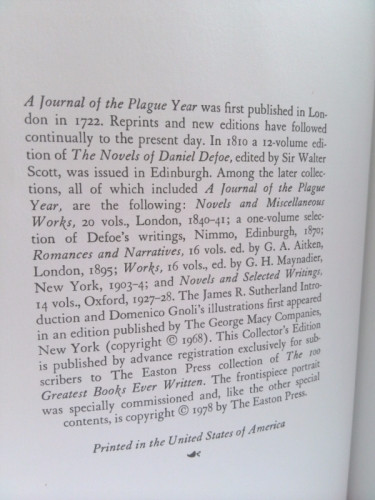 A Journal of the Plague Year was first published in Lon-
don in 1722. Reprints and new editions have followed
continually to the present day. In 1810 a 12-volume edi-
tion of The Novels of Daniel Defoe, edited by Sir Walter
Scott, was issued in Edinburgh. Among the later collec-
tions, all of which included A Journal of the Plague
Year, are the following: Novels and Miscellaneous
Works, 20 vols., London, 1840-41; a one-volume selec-
tion of Defoe's writings, Nimmo, Edinburgh, 1870;
Romances and Narratives, 16 vols. ed. by G. A. Aitken,
London, 1895; Works, 16 vols., ed. by G. H. Maynadier,
New York, 1903-4; and Novels and Selected Writings,
14 vols., Oxford, 1927-28. The James R. Sutherland Intro-
duction and Domenico Gnoli's illustrations first appeared
in an edition published by The George Macy Companies,
New York (copyright © 1968). This Collector's Edition
is published by advance registration exclusively for sub-
scribers to The Easton Press collection of The 100
Greatest Books Ever Written. The frontispiece portrait
was specially commissioned and, like the other special
contents, is copyright © 1978 by The Easton Press.
Printed in the United States of America